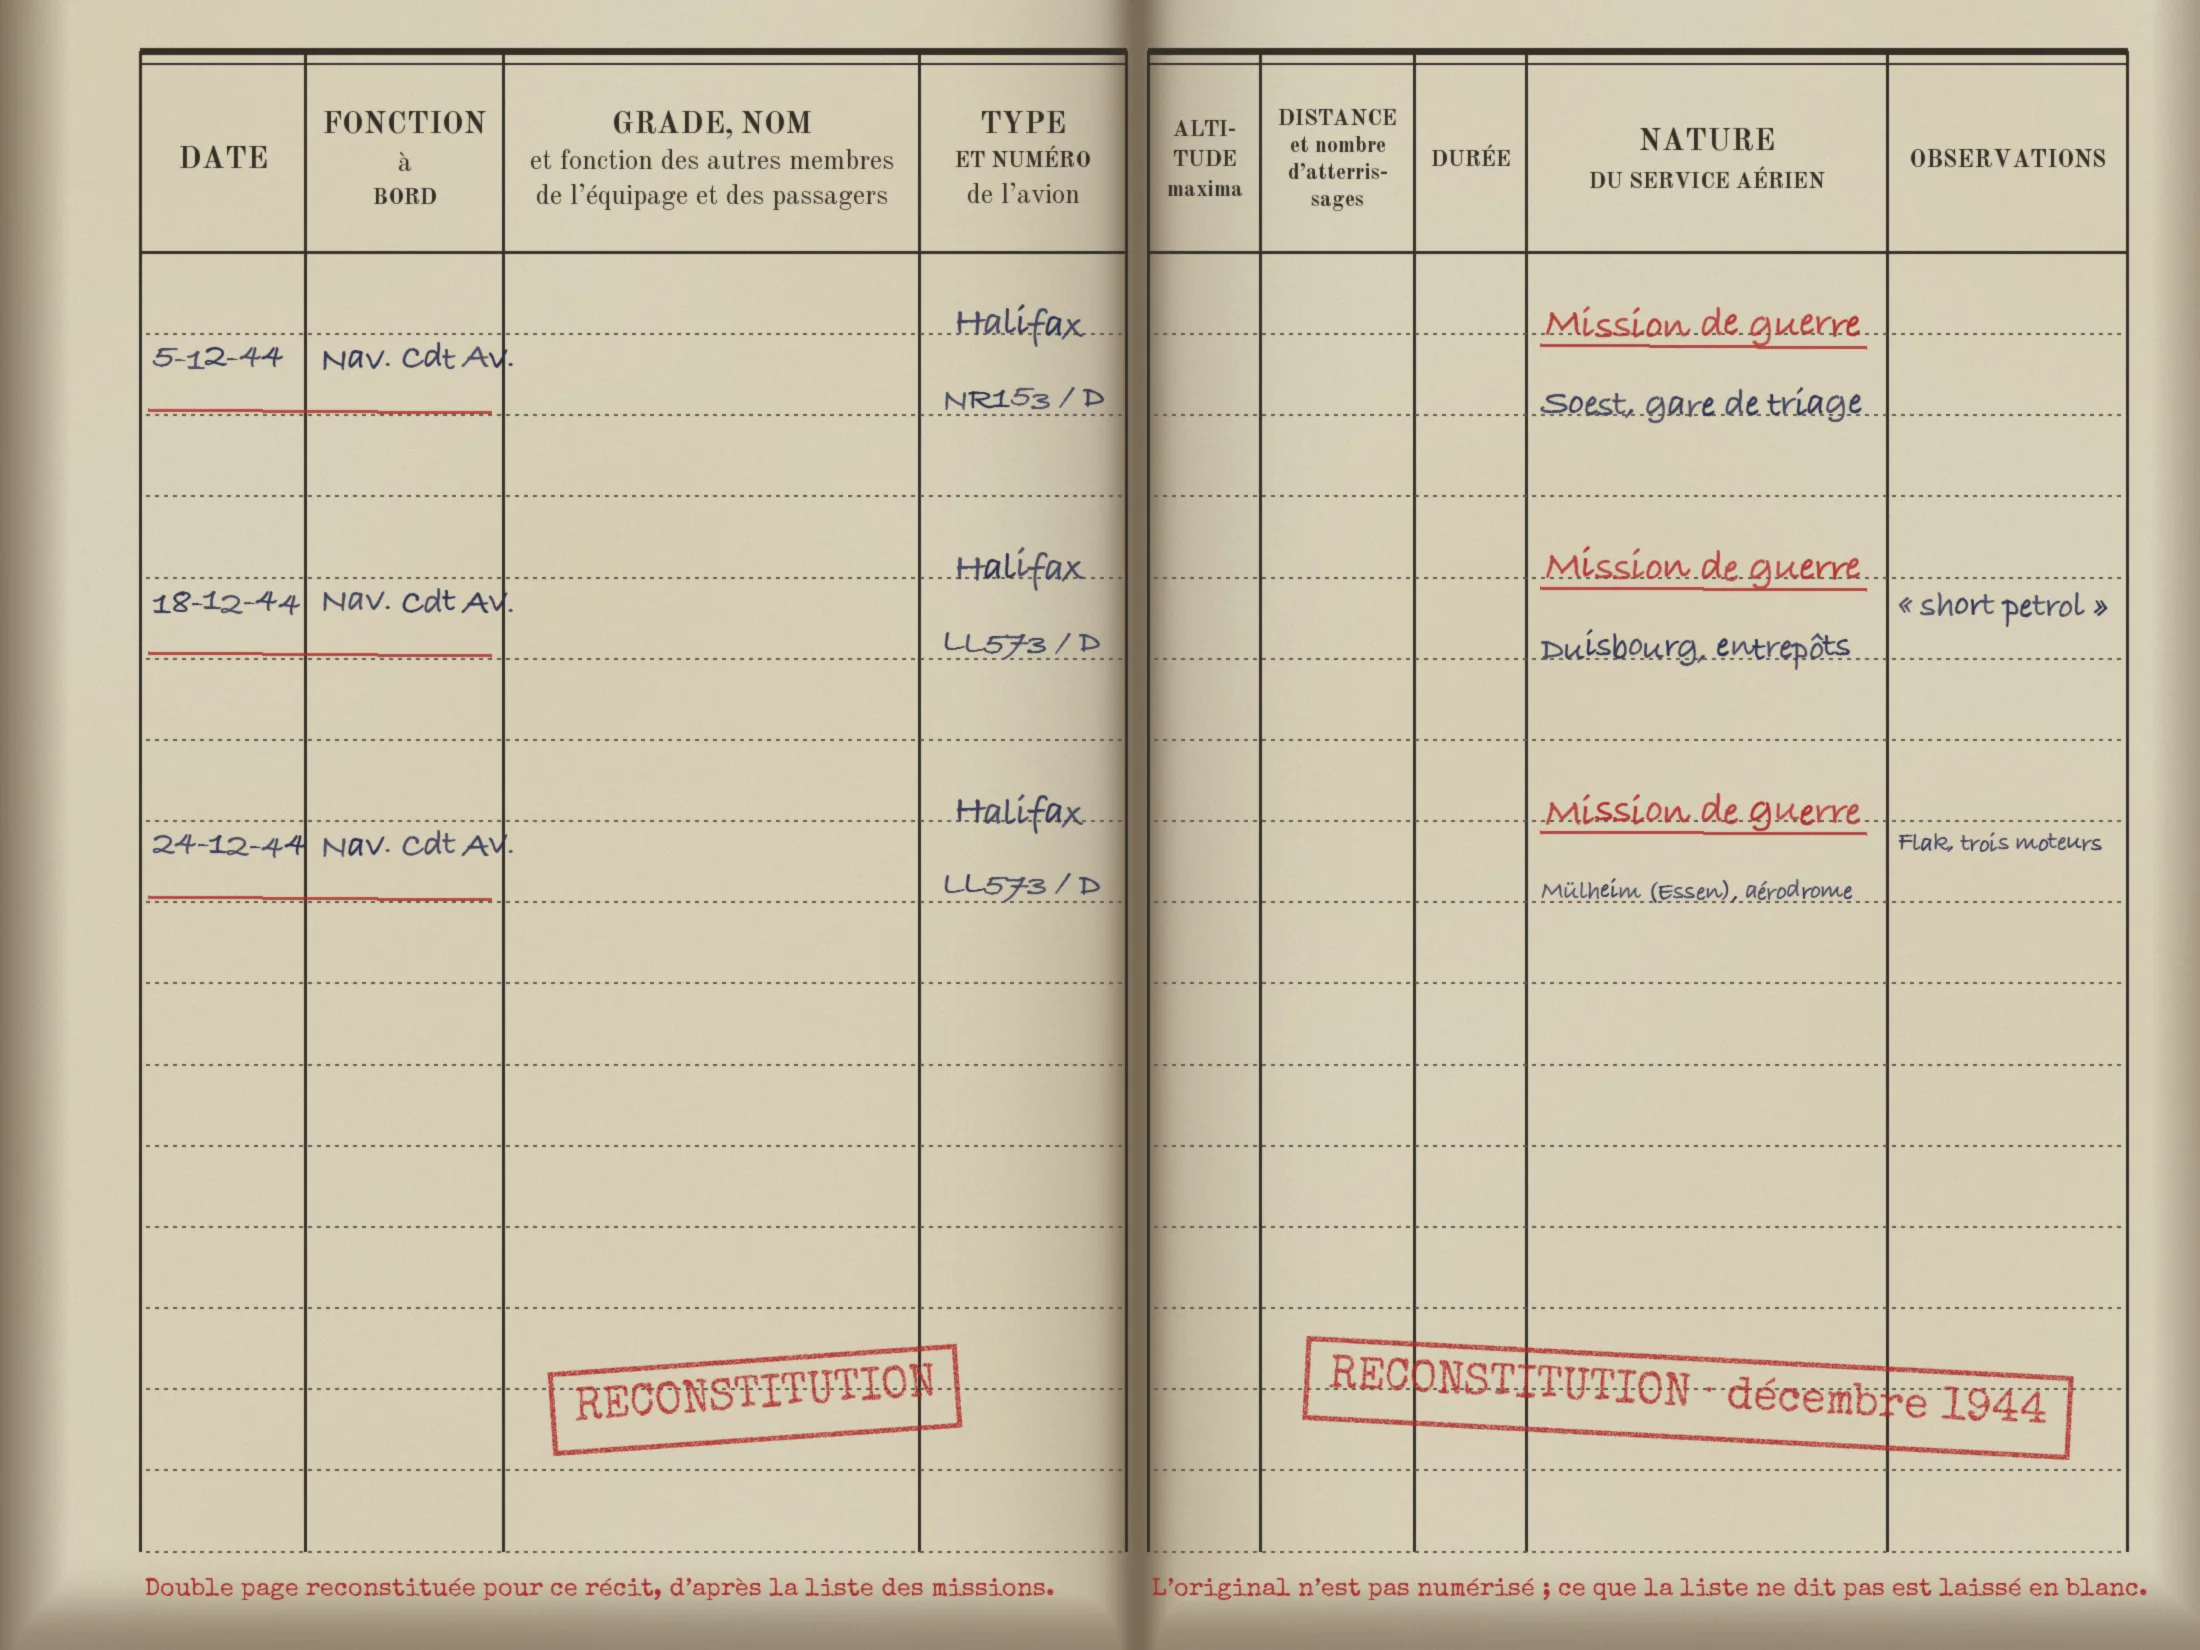 DATE
FONCTION
à
BORD
GRADE, NOM
et fonction des autres membres
de l'équipage et des passagers
TYPE
ET NUMÉRO
de l'avion
ALTI-
TUDE
maxima
DISTANCE
et nombre
d'atterris-
sages
DURÉE
NATURE
DU SERVICE AÉRIEN
OBSERVATIONS
Halifax
Mission de guerre
5-12-44
Nav. Cdt Av.
NR153 / D
Soest, gare de triage
Halifax
Mission de guerre
18-12-44
Nav. Cdt Av.
« short petrol »
LL573 / D
Duisbourg, entrepôts
Halifax
Mission de guerre
24-12-44
Nav. Cdt Av.
Flak, trois moteurs
LL573 / D
Mülheim (Essen), aérodrome
RECONSTITUTION
RECONSTITUTION · décembre 1944
Double page reconstituée pour ce récit, d'après la liste des missions.
L'original n'est pas numérisé ; ce que la liste ne dit pas est laissé en blanc.